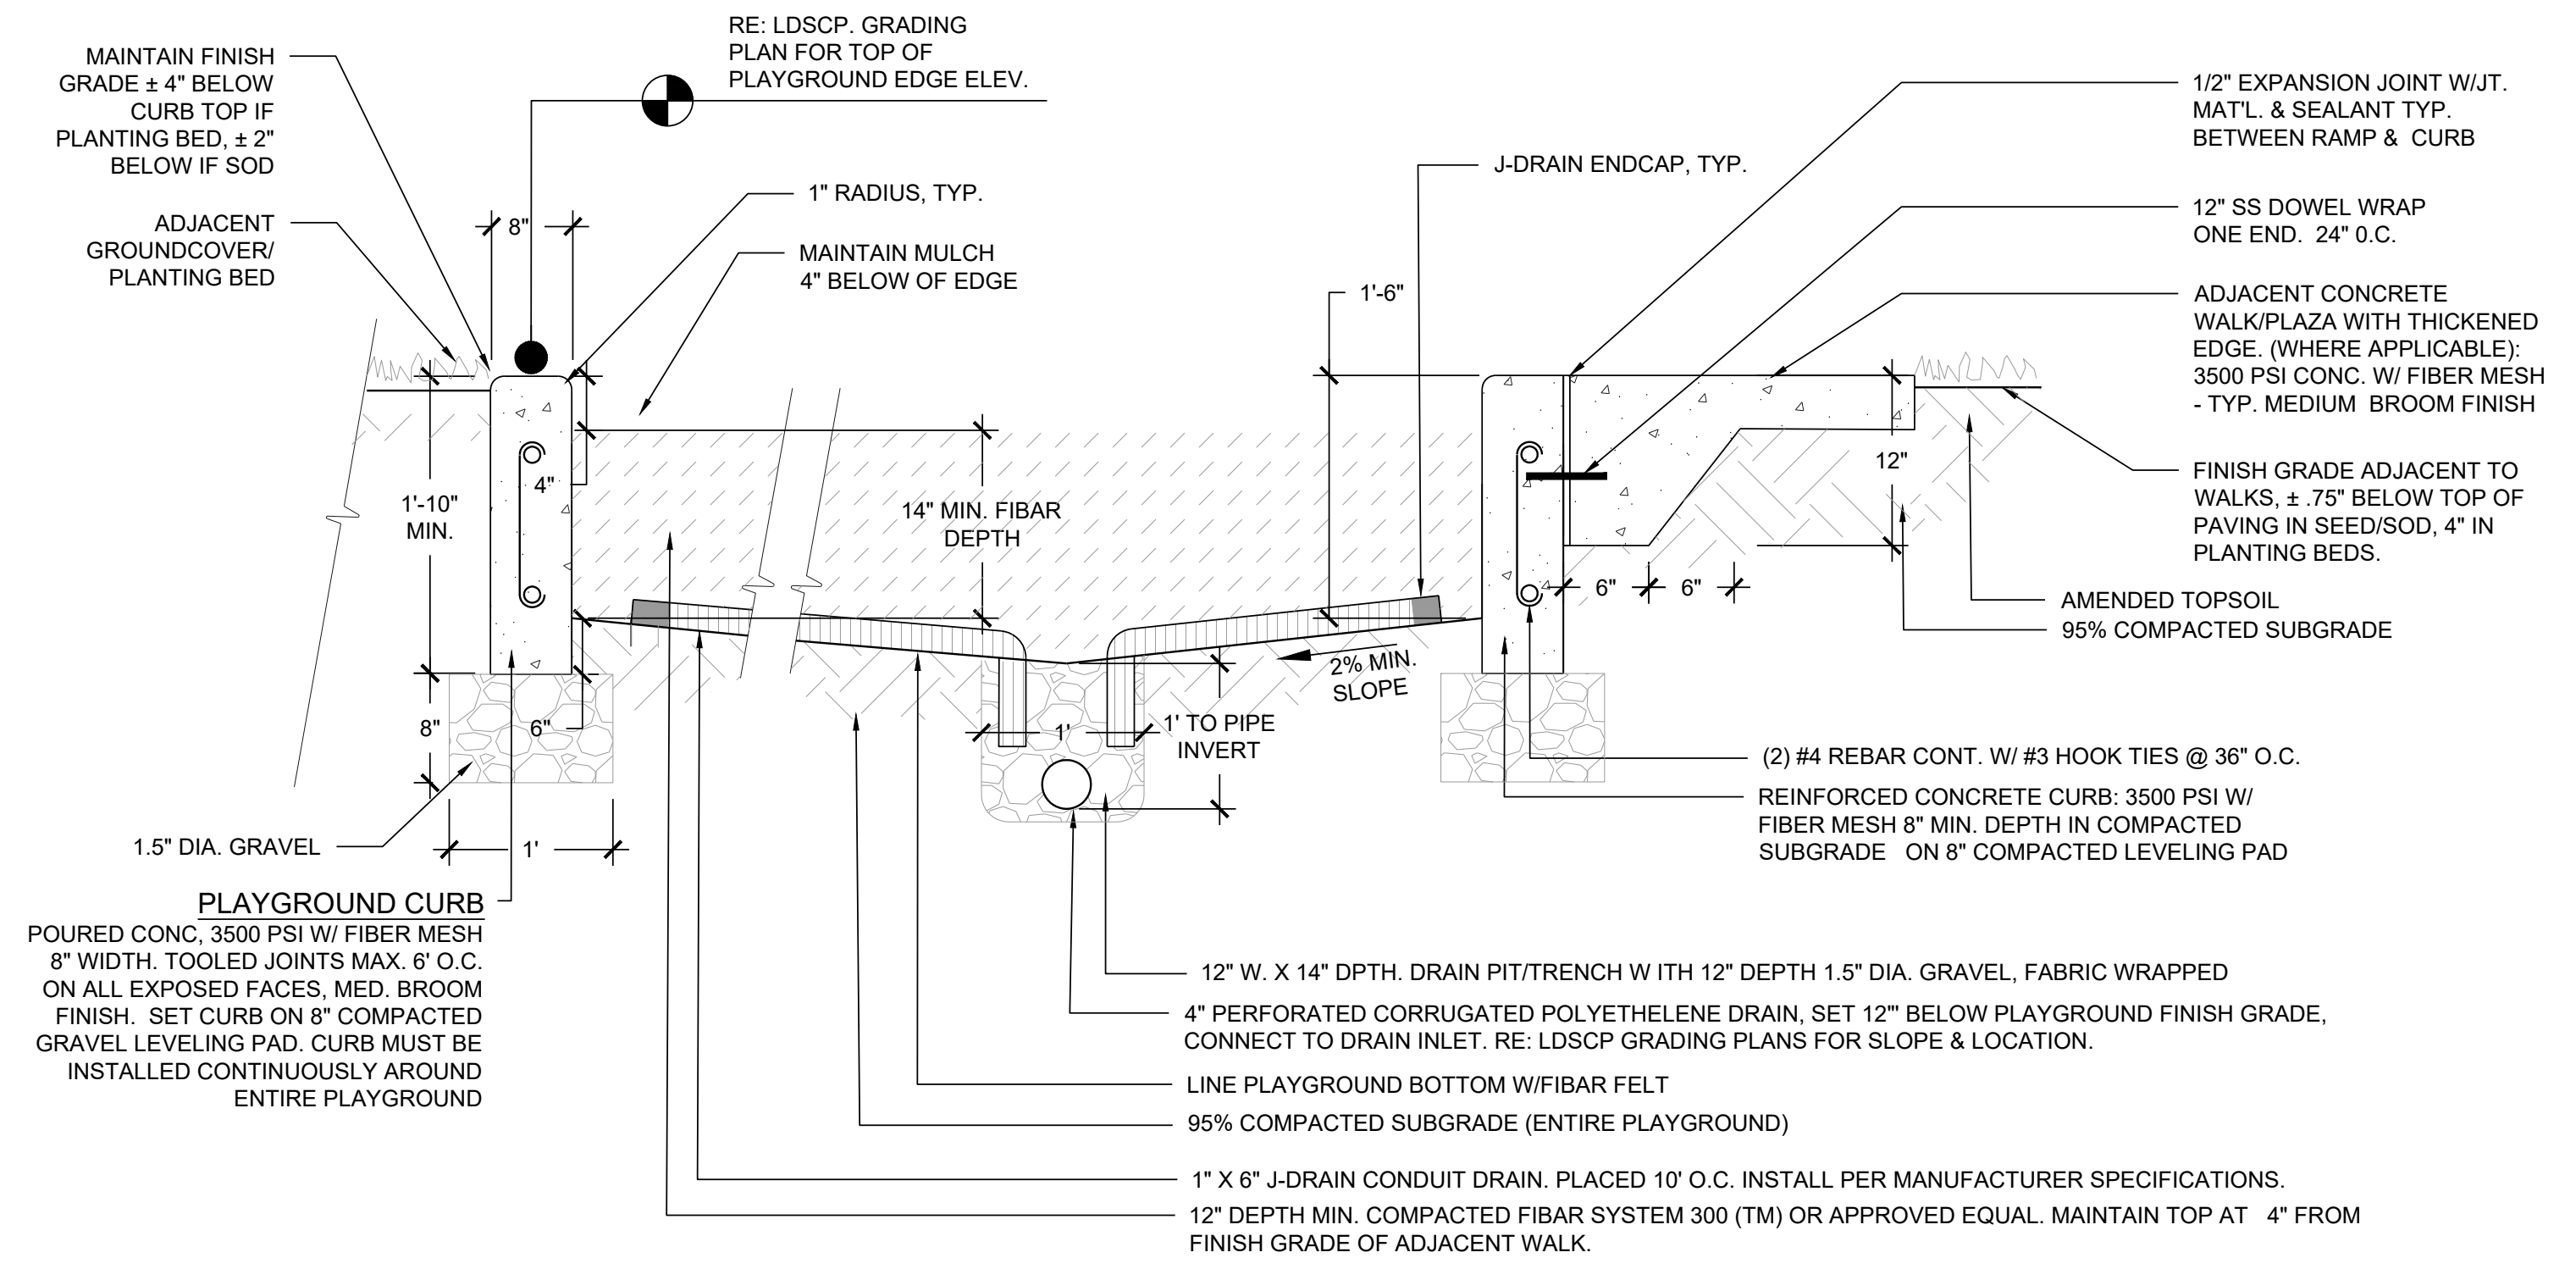 RE: LDSCP. GRADING
PLAN FOR TOP OF
PLAYGROUND EDGE ELEV.
MAINTAIN FINISH
GRADE ± 4" BELOW
CURB TOP IF
PLANTING BED, ± 2"
BELOW IF SOD
ADJACENT
GROUNDCOVER/
PLANTING BED
8"
1" RADIUS, TYP.
MAINTAIN MULCH
4" BELOW OF EDGE
J-DRAIN ENDCAP, TYP.
1'-6"
1/2" EXPANSION JOINT W/JT.
MAT'L. & SEALANT TYP.
BETWEEN RAMP & CURB
12" SS DOWEL WRAP
ONE END. 24" 0.C.
ADJACENT CONCRETE
WALK/PLAZA WITH THICKENED
EDGE. (WHERE APPLICABLE):
3500 PSI CONC. W/ FIBER MESH
- TYP. MEDIUM BROOM FINISH
FINISH GRADE ADJACENT TO
WALKS, ± .75" BELOW TOP OF
PAVING IN SEED/SOD, 4" IN
PLANTING BEDS.
AMENDED TOPSOIL
95% COMPACTED SUBGRADE
12"
6"
6"
4"
1'-10"
MIN.
14" MIN. FIBAR
DEPTH
2% MIN.
SLOPE
8"
6"
1'
1' TO PIPE
INVERT
1'
1.5" DIA. GRAVEL
(2) #4 REBAR CONT. W/ #3 HOOK TIES @ 36" O.C.
REINFORCED CONCRETE CURB: 3500 PSI W/
FIBER MESH 8" MIN. DEPTH IN COMPACTED
SUBGRADE ON 8" COMPACTED LEVELING PAD
PLAYGROUND CURB
POURED CONC, 3500 PSI W/ FIBER MESH
8" WIDTH. TOOLED JOINTS MAX. 6' O.C.
ON ALL EXPOSED FACES, MED. BROOM
FINISH. SET CURB ON 8" COMPACTED
GRAVEL LEVELING PAD. CURB MUST BE
INSTALLED CONTINUOUSLY AROUND
ENTIRE PLAYGROUND
12" W. X 14" DPTH. DRAIN PIT/TRENCH W ITH 12" DEPTH 1.5" DIA. GRAVEL, FABRIC WRAPPED
4" PERFORATED CORRUGATED POLYETHELENE DRAIN, SET 12"' BELOW PLAYGROUND FINISH GRADE,
CONNECT TO DRAIN INLET. RE: LDSCP GRADING PLANS FOR SLOPE & LOCATION.
LINE PLAYGROUND BOTTOM W/FIBAR FELT
95% COMPACTED SUBGRADE (ENTIRE PLAYGROUND)
1" X 6" J-DRAIN CONDUIT DRAIN. PLACED 10' O.C. INSTALL PER MANUFACTURER SPECIFICATIONS.
12" DEPTH MIN. COMPACTED FIBAR SYSTEM 300 (TM) OR APPROVED EQUAL. MAINTAIN TOP AT 4" FROM
FINISH GRADE OF ADJACENT WALK.